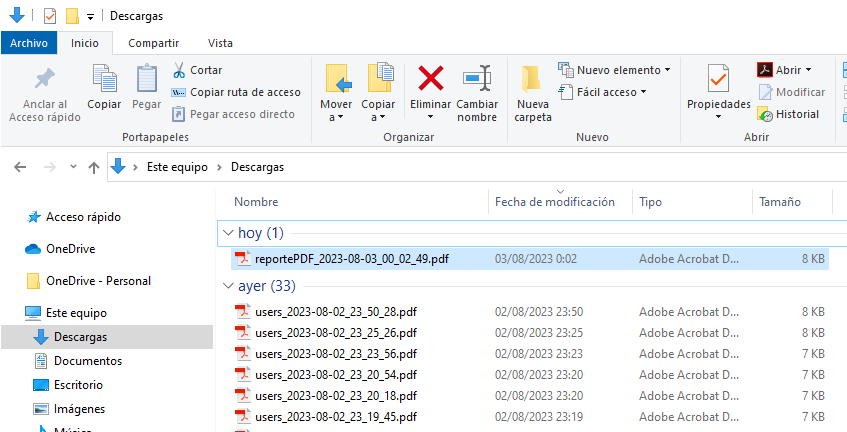 Descargas
Archivo Inicio Compartir Vista
Anclar al Acceso rápido
Copiar
Pegar
Cortar
Copiar ruta de acceso
Pegar acceso directo
Portapapeles
Mover a
Copiar a
Eliminar
Cambiar nombre
Organizar
Nueva carpeta
Nuevo elemento
Fácil acceso
Nuevo
Propiedades
Abrir
Modificar
Historial
Abrir
Este equipo > Descargas
Acceso rápido
OneDrive
OneDrive - Personal
Este equipo
Descargas
Documentos
Escritorio
Imágenes
Nombre Fecha de modificación Tipo Tamaño
hoy (1)
reportePDF_2023-08-03_00_02_49.pdf 03/08/2023 0:02 Adobe Acrobat D... 8 KB
ayer (33)
users_2023-08-02_23_50_28.pdf 02/08/2023 23:50 Adobe Acrobat D... 8 KB
users_2023-08-02_23_25_26.pdf 02/08/2023 23:25 Adobe Acrobat D... 8 KB
users_2023-08-02_23_23_56.pdf 02/08/2023 23:23 Adobe Acrobat D... 7 KB
users_2023-08-02_23_20_54.pdf 02/08/2023 23:20 Adobe Acrobat D... 7 KB
users_2023-08-02_23_20_18.pdf 02/08/2023 23:20 Adobe Acrobat D... 7 KB
users_2023-08-02_23_19_45.pdf 02/08/2023 23:19 Adobe Acrobat D... 7 KB